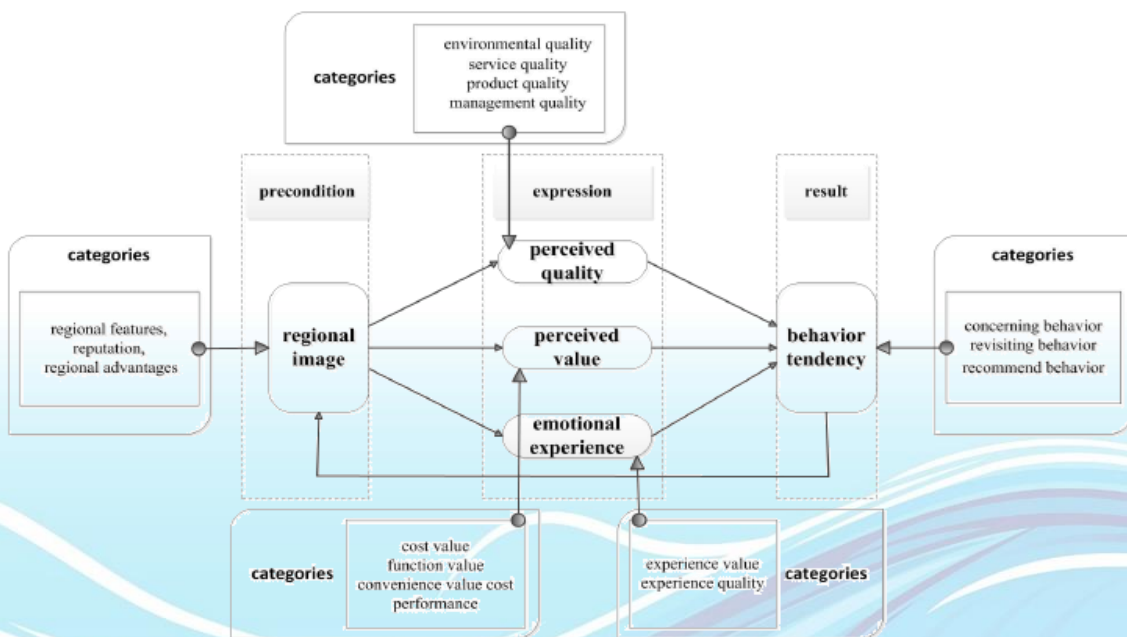 categories
environmental quality
service quality
product quality
management quality
precondition
expression
result
categories
regional features,
reputation,
regional advantages
regional
image
perceived
quality
perceived
value
emotional
experience
behavior
tendency
categories
concerning behavior
revisiting behavior
recommend behavior
categories
cost value
function value
convenience value cost
performance
experience value
experience quality
categories